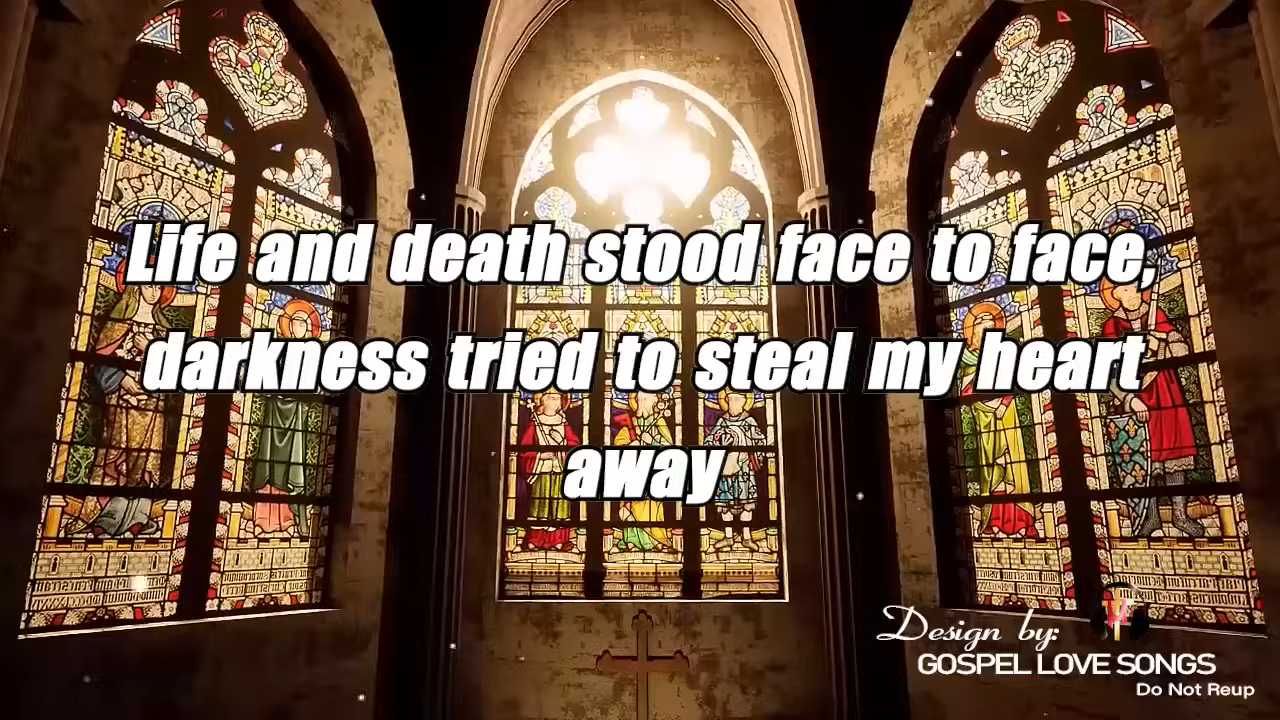 Life and death stood face to face,
darkness tried to steal my heart
away
Design by:
GOSPEL LOVE SONGS
Do Not Reup